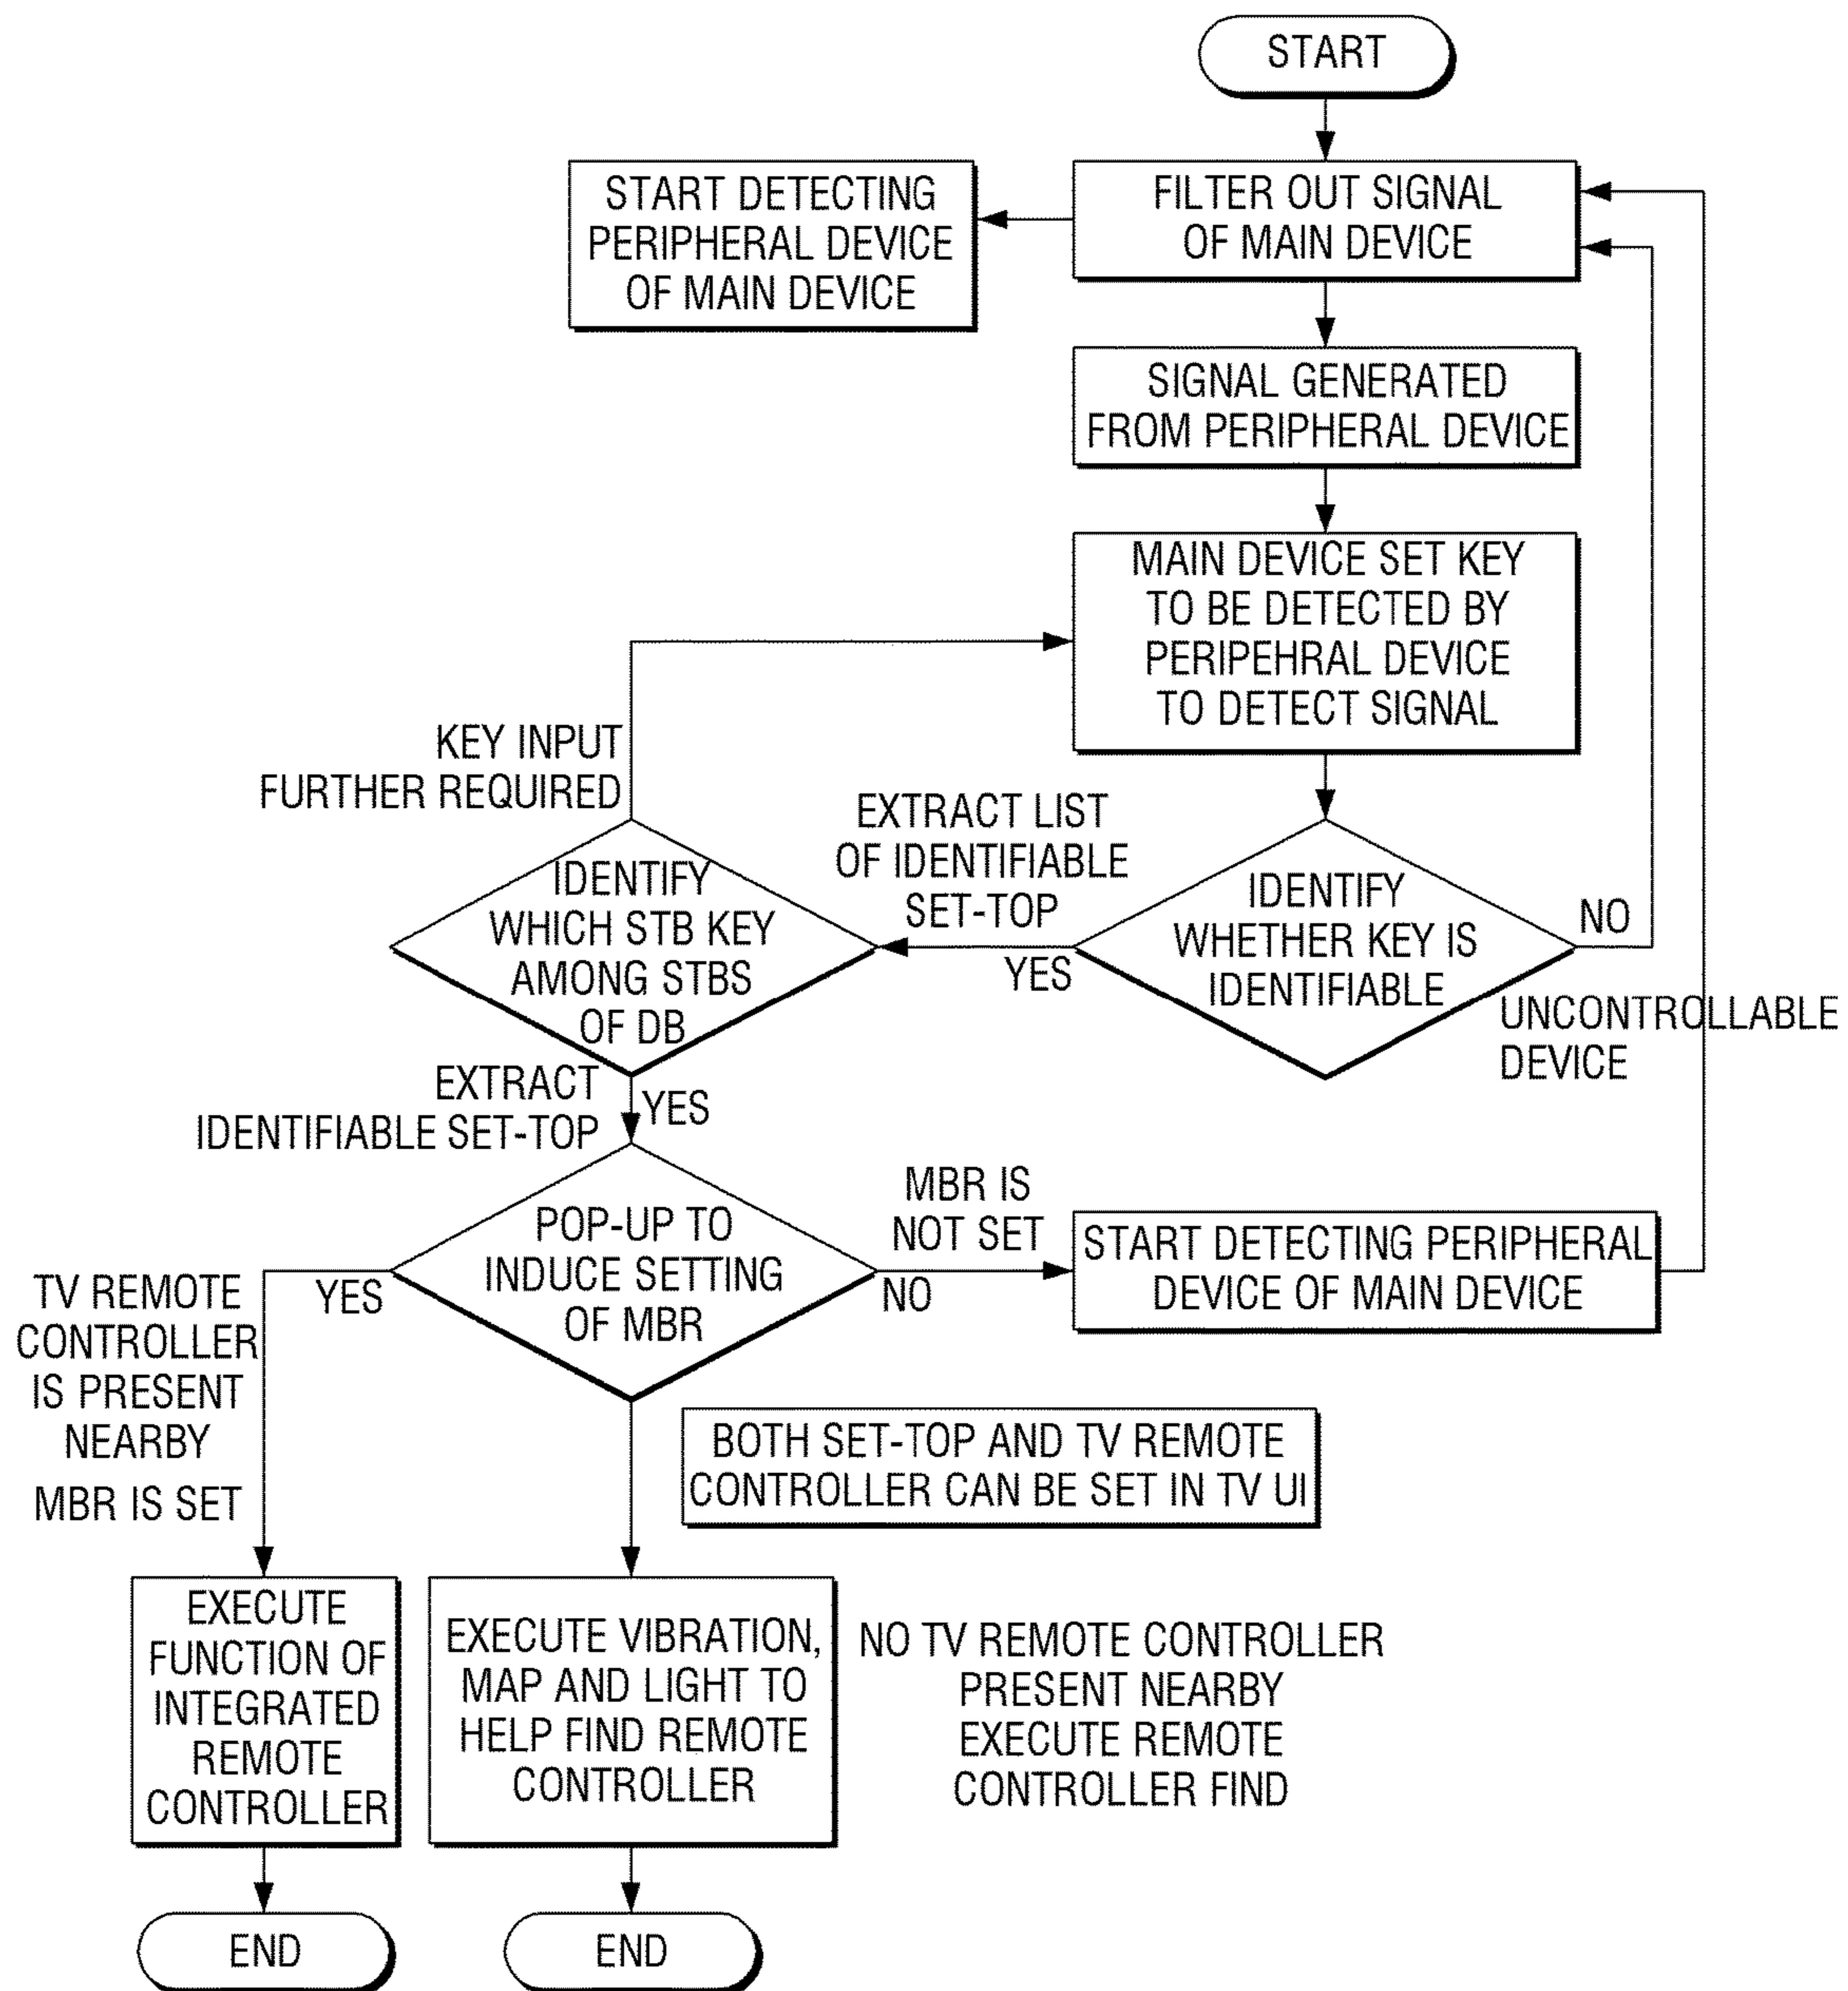 START
START DETECTING
PERIPHERAL DEVICE
OF MAIN DEVICE
FILTER OUT SIGNAL
OF MAIN DEVICE
SIGNAL GENERATED
FROM PERIPHERAL DEVICE
MAIN DEVICE SET KEY
TO BE DETECTED BY
PERIPEHRAL DEVICE
TO DETECT SIGNAL
KEY INPUT
FURTHER REQUIRED
EXTRACT LIST
OF IDENTIFIABLE
SET-TOP
IDENTIFY
WHICH STB KEY
AMONG STBS
OF DB
YES
IDENTIFY
WHETHER KEY IS
IDENTIFIABLE
NO
UNCONTROLLABLE
DEVICE
EXTRACT
IDENTIFIABLE SET-TOP
YES
POP-UP TO
INDUCE SETTING
OF MBR
MBR IS
NOT SET
NO
START DETECTING PERIPHERAL
DEVICE OF MAIN DEVICE
YES
TV REMOTE
CONTROLLER
IS PRESENT
NEARBY
MBR IS SET
BOTH SET-TOP AND TV REMOTE
CONTROLLER CAN BE SET IN TV UI
EXECUTE
FUNCTION OF
INTEGRATED
REMOTE
CONTROLLER
EXECUTE VIBRATION,
MAP AND LIGHT TO
HELP FIND REMOTE
CONTROLLER
NO TV REMOTE CONTROLLER
PRESENT NEARBY
EXECUTE REMOTE
CONTROLLER FIND
END
END